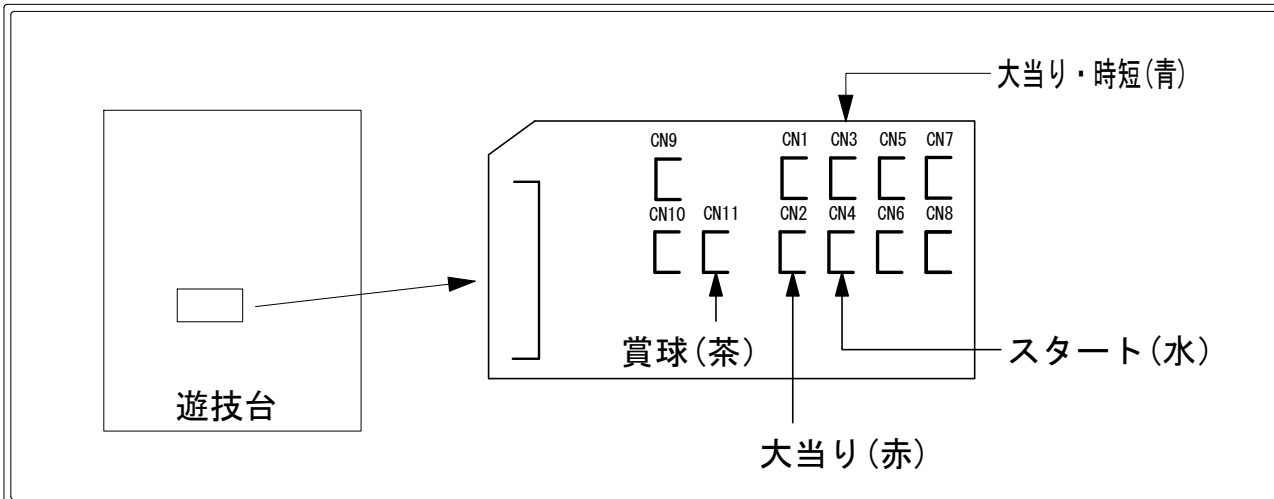 大当り・時短(青)
CN9 CN1 CN3 CN5 CN7
CN10 CN11 CN2 CN4 CN6 CN8
賞球(茶)
スタート(水)
遊技台
大当り(赤)